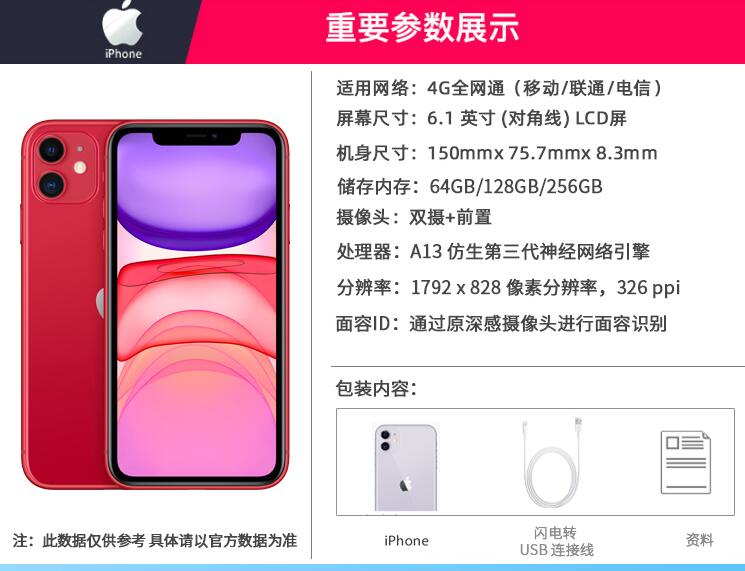 iPhone
重要参数展示
适用网络：4G全网通（移动/联通/电信）
屏幕尺寸：6.1 英寸 (对角线) LCD屏
机身尺寸：150mmx 75.7mmx 8.3mm
储存内存：64GB/128GB/256GB
摄像头：双摄+前置
处理器：A13 仿生第三代神经网络引擎
分辨率：1792 x 828 像素分辨率，326 ppi
面容ID：通过原深感摄像头进行面容识别
包装内容：
iPhone
闪电转
USB 连接线
资料
注：此数据仅供参考 具体请以官方数据为准